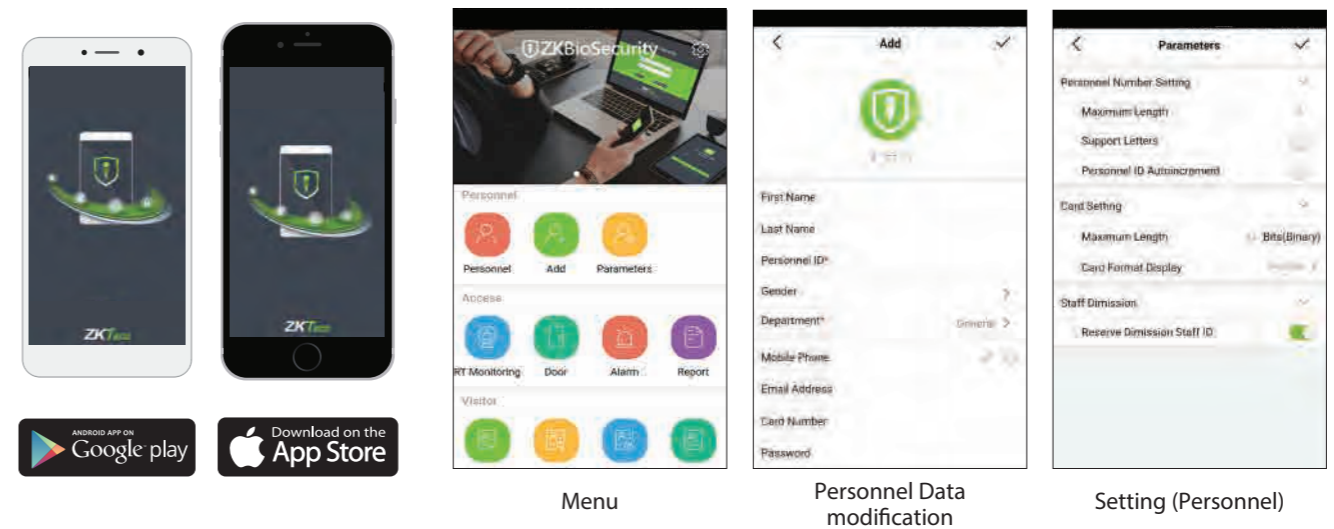 ZKTeco
ZKTeco
ANDROID APP ON
Google play
Download on the
App Store
ZKBioSecurity
Personnel
Personnel Add Parameters
Access
RT Monitoring Door Alarm Report
Visitor
Menu
Add
First Name
Last Name
Personnel ID*
Gender
Department* General
Mobile Phone
Email Address
Card Number
Password
Personnel Data
modification
Parameters
Personnel Number Setting
Maximum Length
Support Letters
Personnel ID Autoincrement
Card Setting
Maximum Length Bits(Binary)
Card Format Display
Staff Dimission
Reserve Dimission Staff ID
Setting (Personnel)